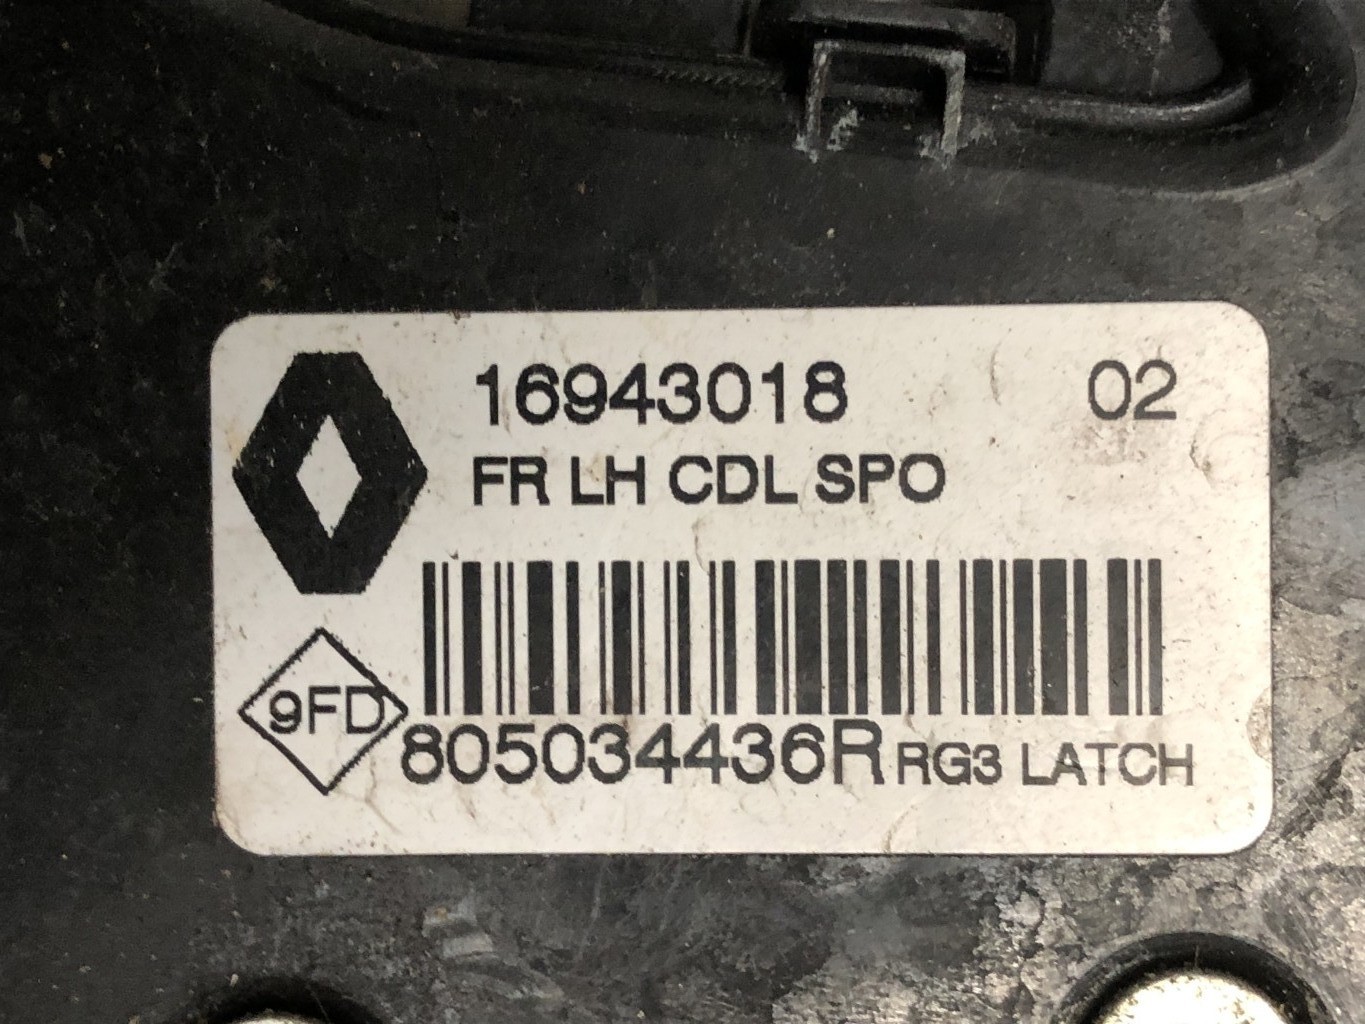 16943018 02
FR LH CDL SPO
9FD
805034436R RG3 LATCH